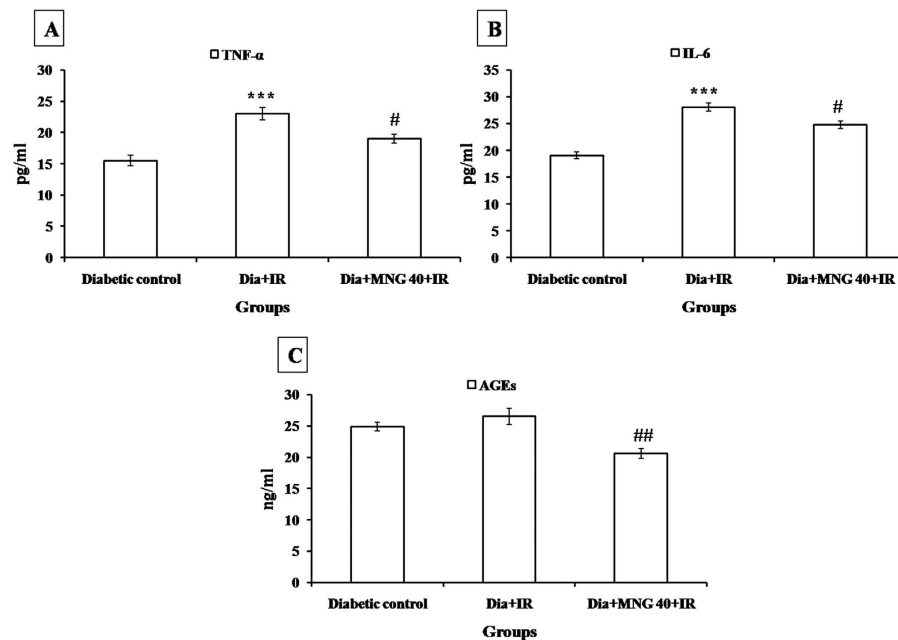 A
TNF-α
30
25
20
15
10
5
0
pg/ml
***
#
Diabetic control Dia+IR Dia+MNG 40+IR
Groups
B
IL-6
35
30
25
20
15
10
5
0
pg/ml
***
#
Diabetic control Dia+IR Dia+MNG 40+IR
Groups
C
AGEs
30
25
20
15
10
5
0
ng/ml
##
Diabetic control Dia+IR Dia+MNG 40+IR
Groups